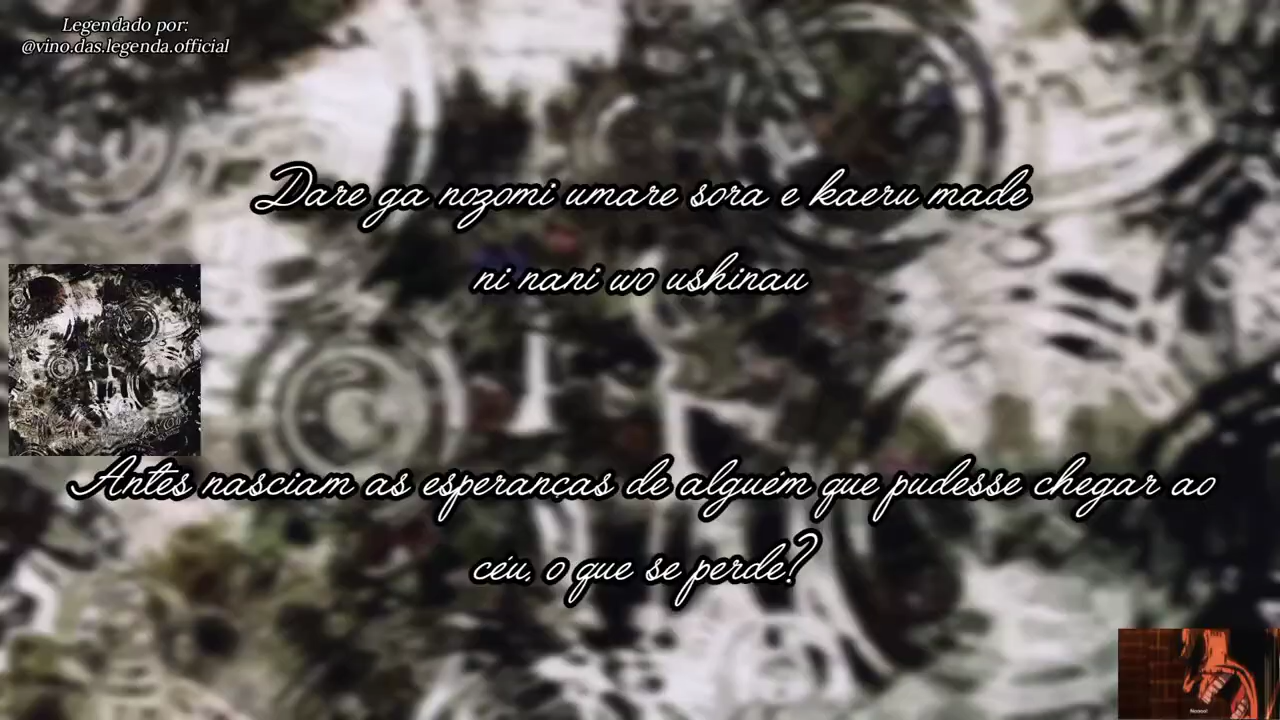 Legendado por:
@vino.das.legenda.official
Dare ga nozomi umare sora e kaeru made
ni nani wo ushinau
Antes nasciam as esperanças de alguém que pudesse chegar ao
céu, o que se perde?